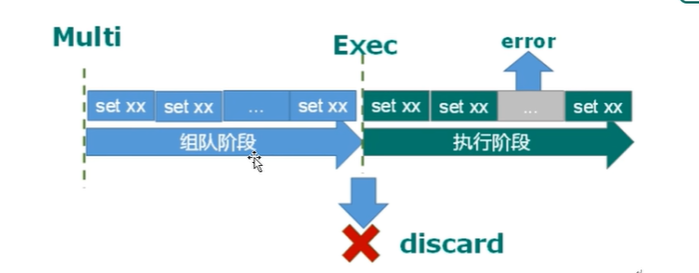 Multi
Exec
error
set xx set xx ... set xx set xx set xx ... set xx
组队阶段 执行阶段
discard